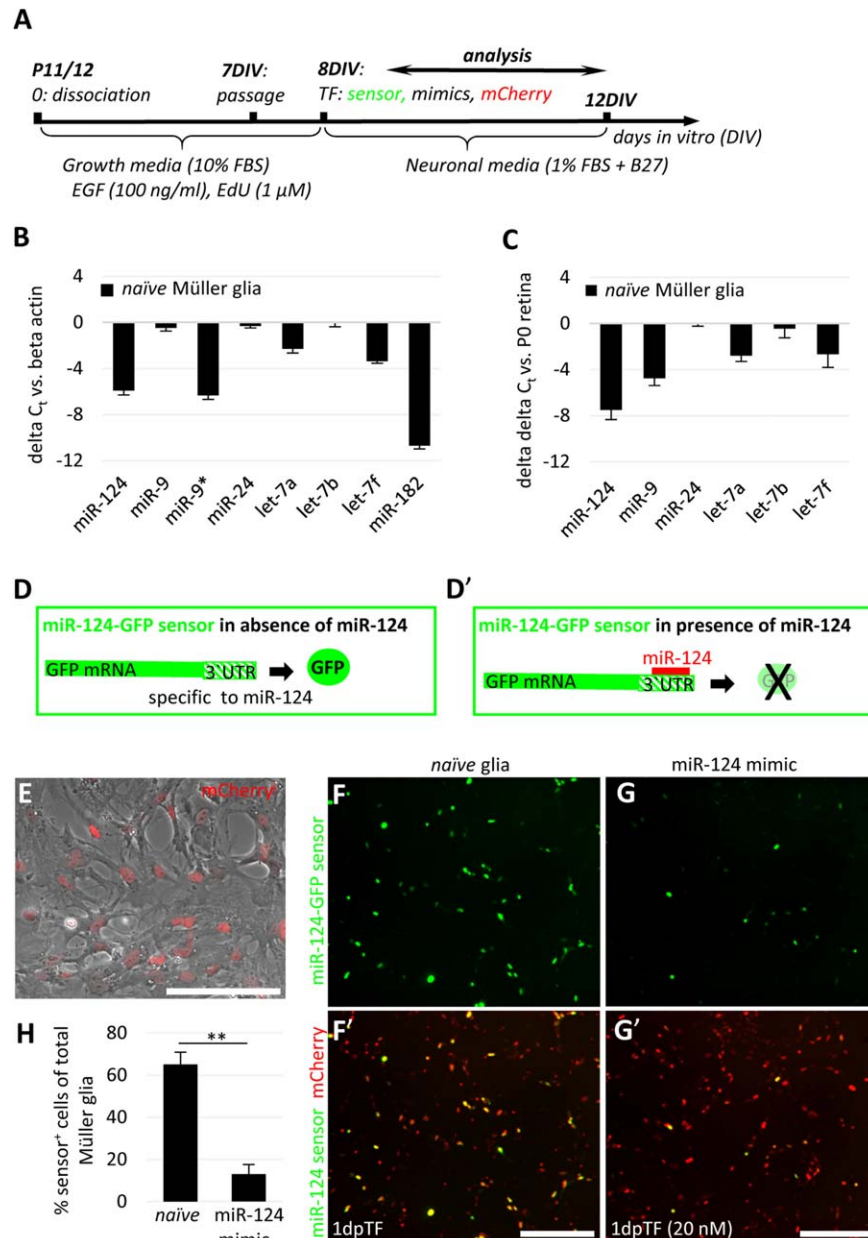 A
P11/12
0: dissociation
7DIV:
passage
8DIV:
TF: sensor, mimics, mCherry
analysis
12DIV
days in vitro (DIV)
Growth media (10% FBS)
EGF (100 ng/ml), EdU (1 µM)
Neuronal media (1% FBS + B27)
B
delta Ct vs. beta actin
4
0
-4
-8
-12
naïve Müller glia
miR-124
miR-9
miR-9*
miR-24
let-7a
let-7b
let-7f
miR-182
C
delta delta Ct vs. P0 retina
4
0
-4
-8
-12
naïve Müller glia
miR-124
miR-9
miR-24
let-7a
let-7b
let-7f
D
miR-124-GFP sensor in absence of miR-124
GFP mRNA
3 UTR
GFP
specific to miR-124
D'
miR-124-GFP sensor in presence of miR-124
miR-124
GFP mRNA
3 UTR
E
mCherry
naïve glia
miR-124 mimic
miR-124-GFP sensor
F
G
H
% sensor+ cells of total
Müller glia
80
60
40
20
0
**
naïve
miR-124
mimic
miR-124 sensor mCherry
F'
1dpTF
G'
1dpTF (20 nM)